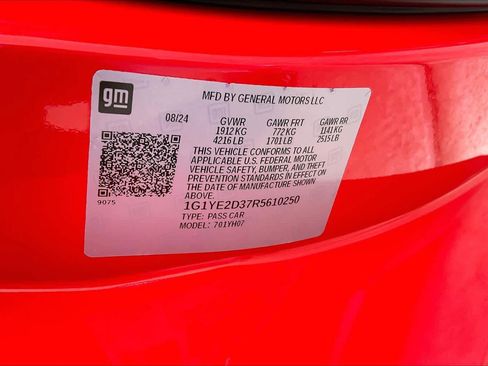 gm
MFD BY GENERAL MOTORS LLC
08/24 GVWR GAWR FRT GAWR RR
1912 KG 772 KG 1141 KG
4216 LB 1701 LB 2515 LB
THIS VEHICLE CONFORMS TO ALL
APPLICABLE U.S. FEDERAL MOTOR
VEHICLE SAFETY, BUMPER, AND THEFT
PREVENTION STANDARDS IN EFFECT ON
THE DATE OF MANUFACTURE SHOWN
ABOVE.
9075
1G1YE2D37R5610250
TYPE: PASS CAR
MODEL: 701YH07